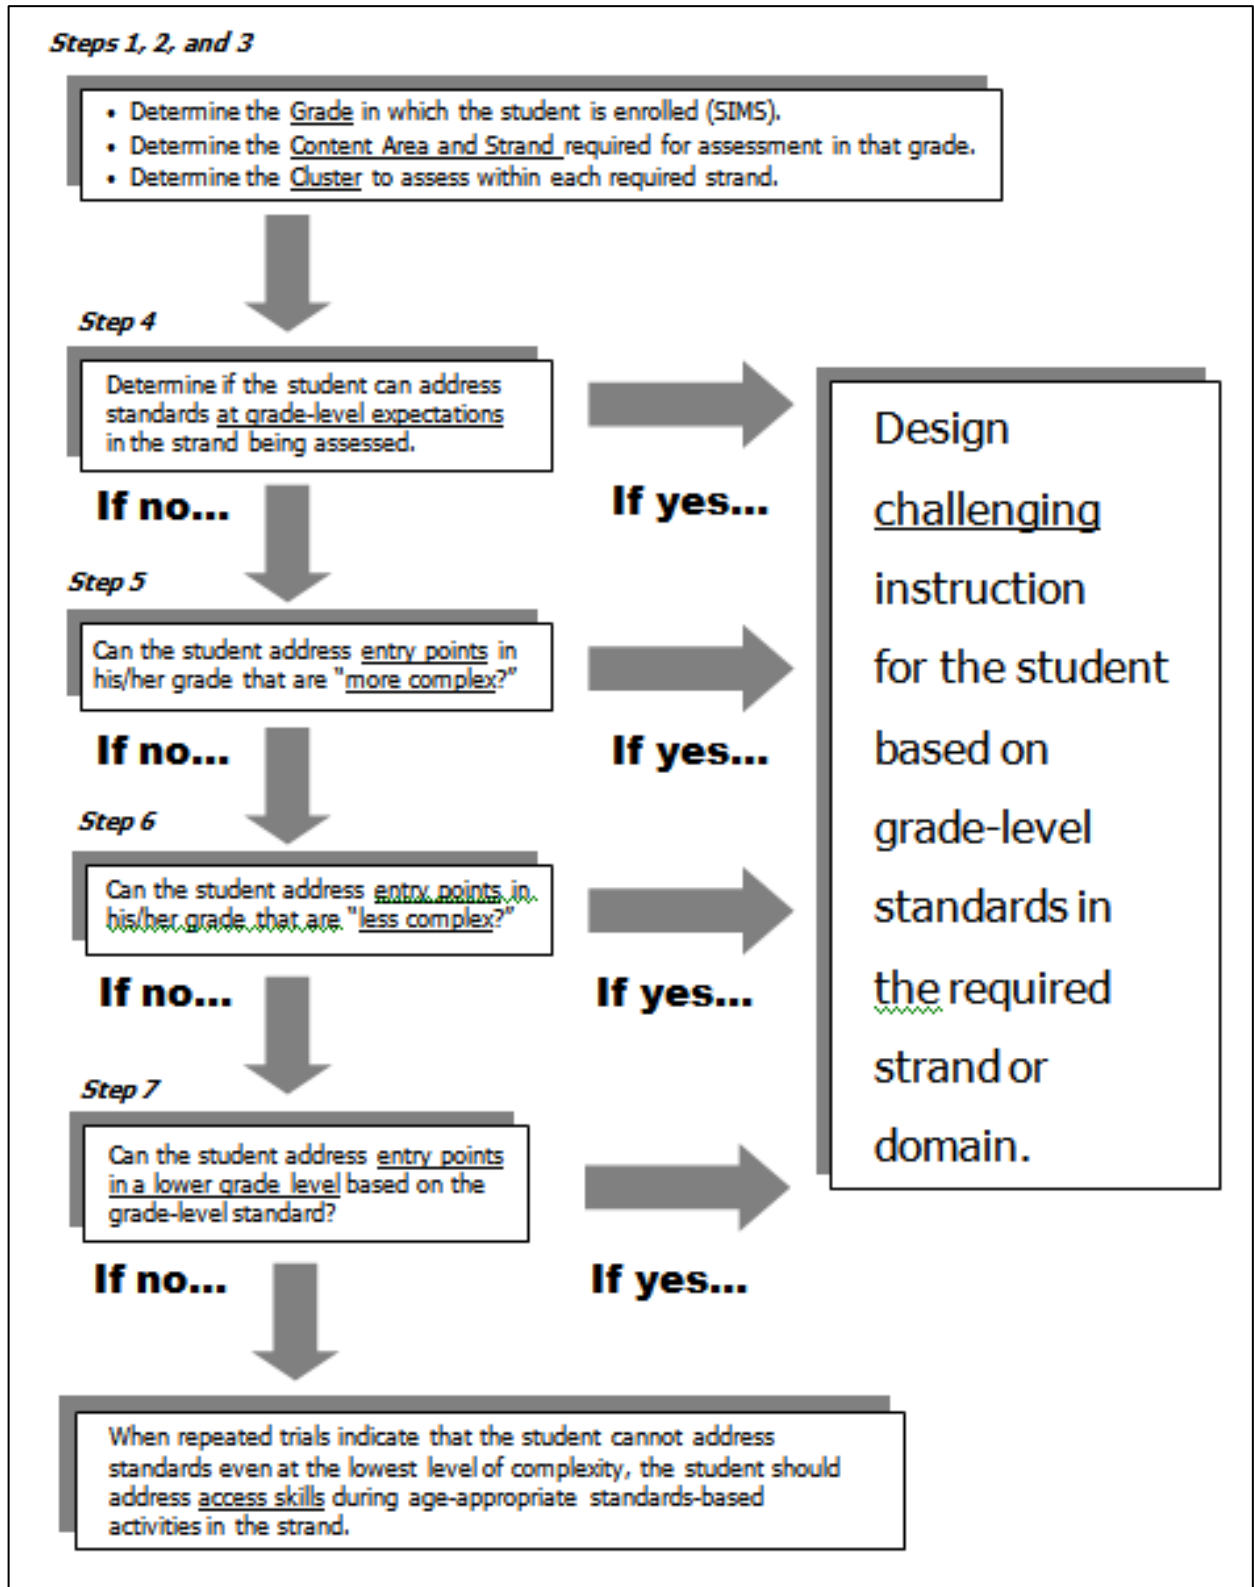 Steps 1, 2, and 3
• Determine the Grade in which the student is enrolled (SIMS).
• Determine the Content Area and Strand required for assessment in that grade.
• Determine the Cluster to assess within each required strand.
Step 4
Determine if the student can address
standards at grade-level expectations
in the strand being assessed.
If no...
If yes...
Step 5
Can the student address entry points in
his/her grade that are "more complex?"
If no...
If yes...
Step 6
Can the student address entry points in
his/her grade that are "less complex?"
If no...
If yes...
Step 7
Can the student address entry points
in a lower grade level based on the
grade-level standard?
If no...
If yes...
Design
challenging
instruction
for the student
based on
grade-level
standards in
the required
strand or
domain.
When repeated trials indicate that the student cannot address
standards even at the lowest level of complexity, the student should
address access skills during age-appropriate standards-based
activities in the strand.